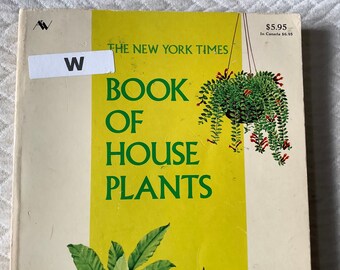 $5.95
In Canada $6.95
THE NEW YORK TIMES
W
BOOK
OF
HOUSE
PLANTS